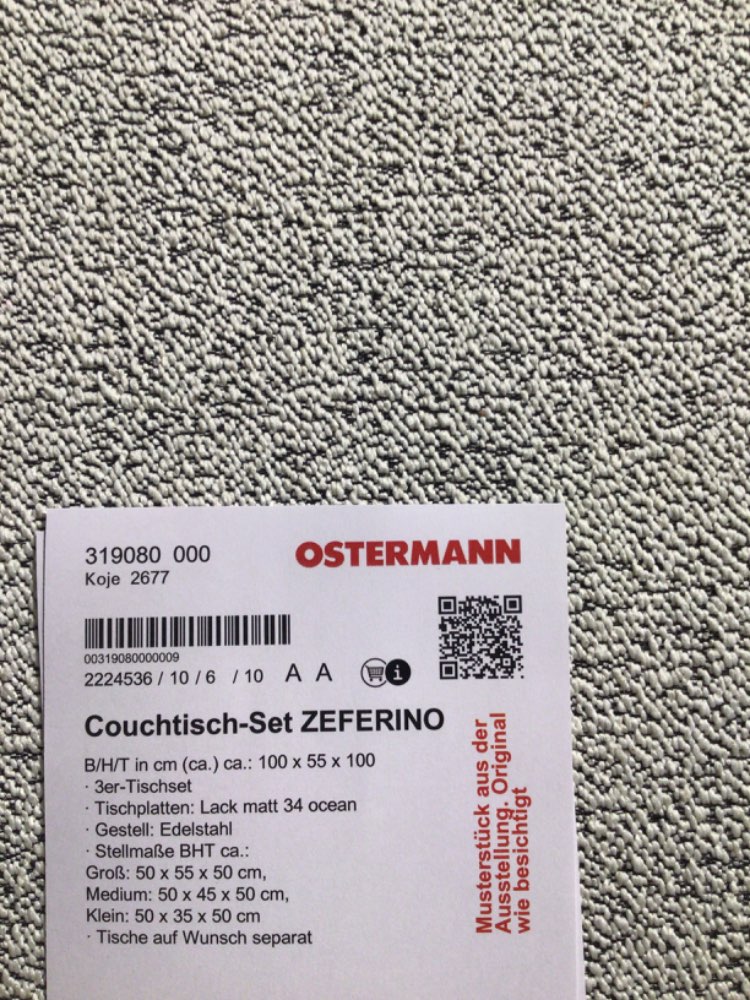 319080 000
OSTERMANN
Koje 2677
00319080000009
2224536 / 10 / 6 / 10 A A
i
Couchtisch-Set ZEFERINO
B/H/T in cm (ca.) ca.: 100 x 55 x 100
· 3er-Tischset
· Tischplatten: Lack matt 34 ocean
· Gestell: Edelstahl
· Stellmaße BHT ca.:
Groß: 50 x 55 x 50 cm,
Medium: 50 x 45 x 50 cm,
Klein: 50 x 35 x 50 cm
· Tische auf Wunsch separat
Musterstück aus der
Ausstellung. Original
wie besichtigt